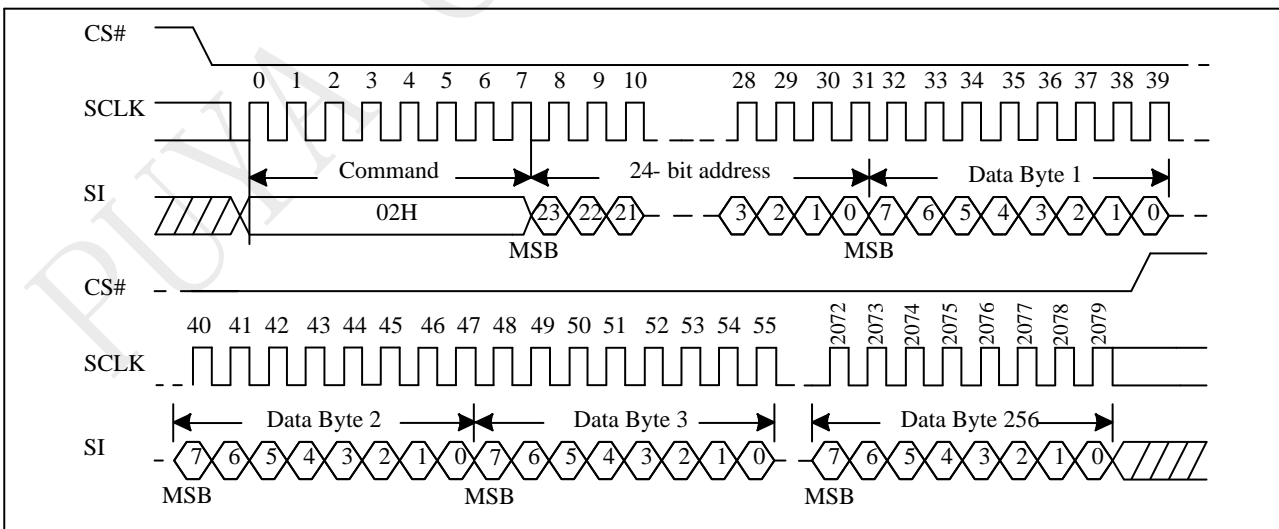 CS#
0 1 2 3 4 5 6 7 8 9 10 28 29 30 31 32 33 34 35 36 37 38 39
SCLK
Command 24- bit address Data Byte 1
SI
02H 23 22 21 3 2 1 0 7 6 5 4 3 2 1 0
MSB MSB
CS#
40 41 42 43 44 45 46 47 48 49 50 51 52 53 54 55 2072 2073 2074 2075 2076 2077 2078 2079
SCLK
Data Byte 2 Data Byte 3 Data Byte 256
SI
7 6 5 4 3 2 1 0 7 6 5 4 3 2 1 0 7 6 5 4 3 2 1 0
MSB MSB MSB
PUYA